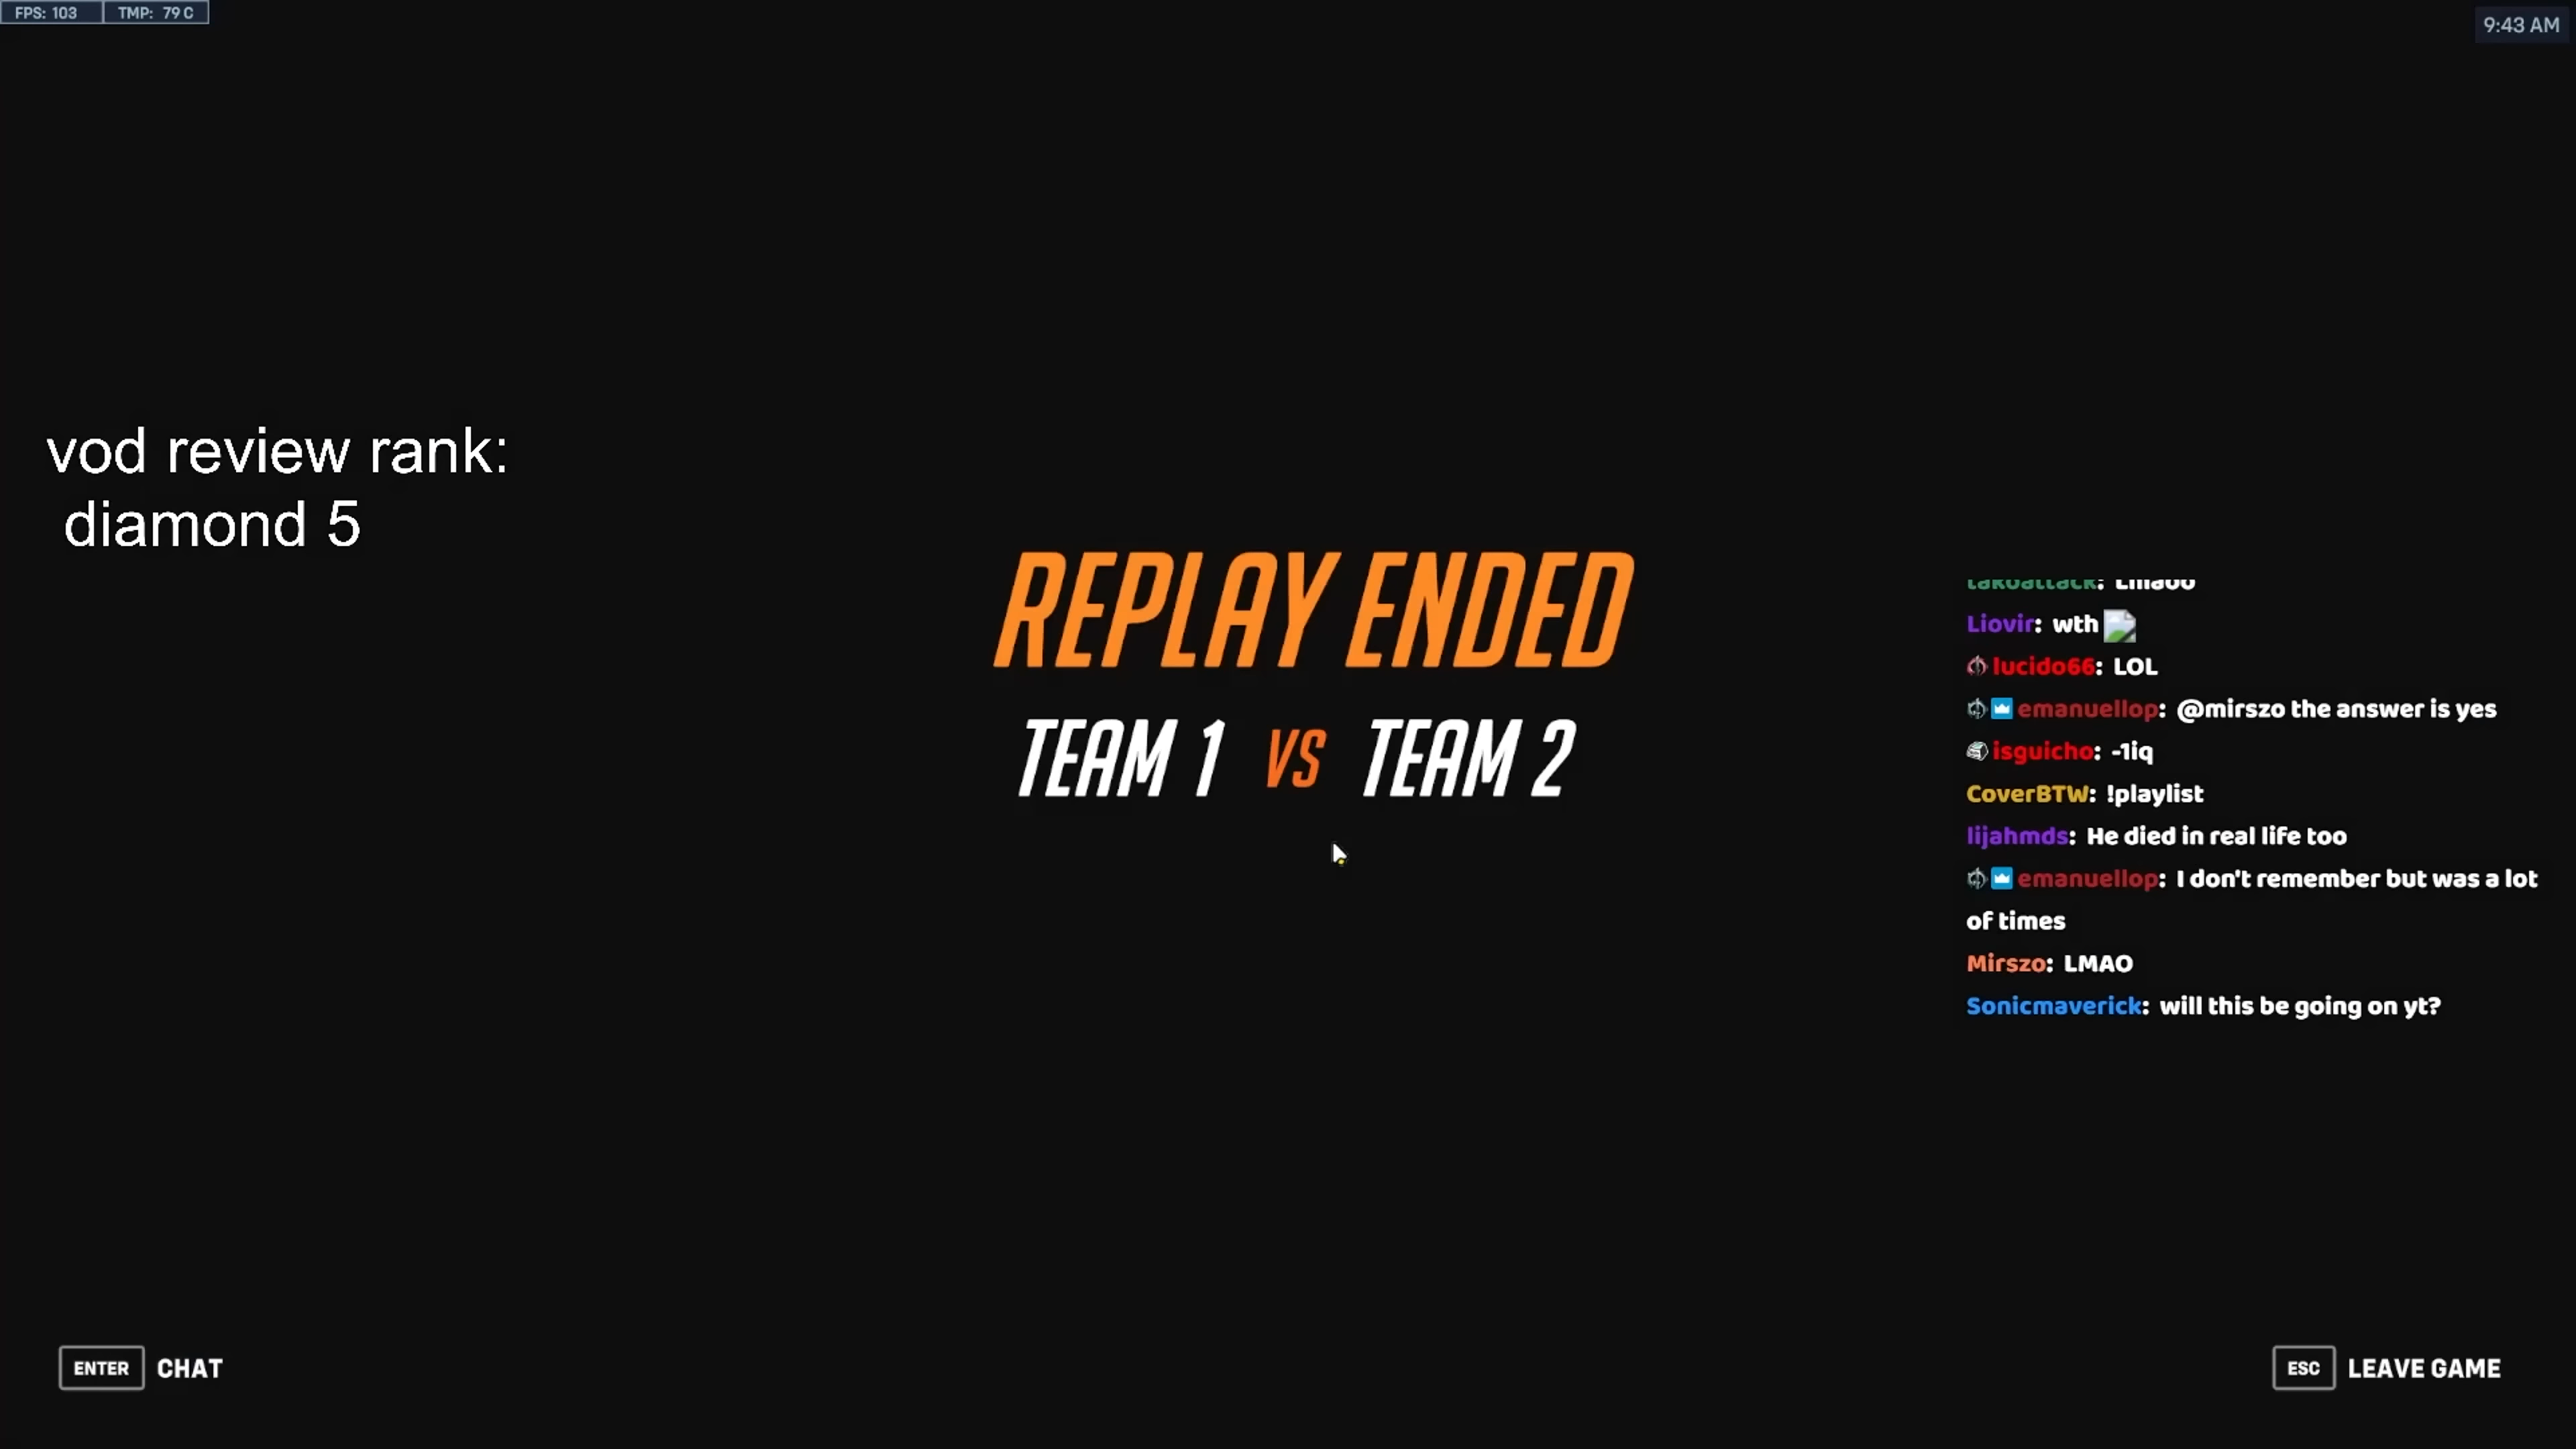 FPS: 103 TMP: 79 C
9:43 AM
vod review rank:
diamond 5
REPLAY ENDED
TEAM 1 VS TEAM 2
Liovir: wth
lucido66: LOL
emanuellop: @mirszo the answer is yes
isguicho: -1iq
CoverBTW: !playlist
lijahmds: He died in real life too
emanuellop: I don't remember but was a lot
of times
Mirszo: LMAO
Sonicmaverick: will this be going on yt?
ENTER CHAT
ESC LEAVE GAME